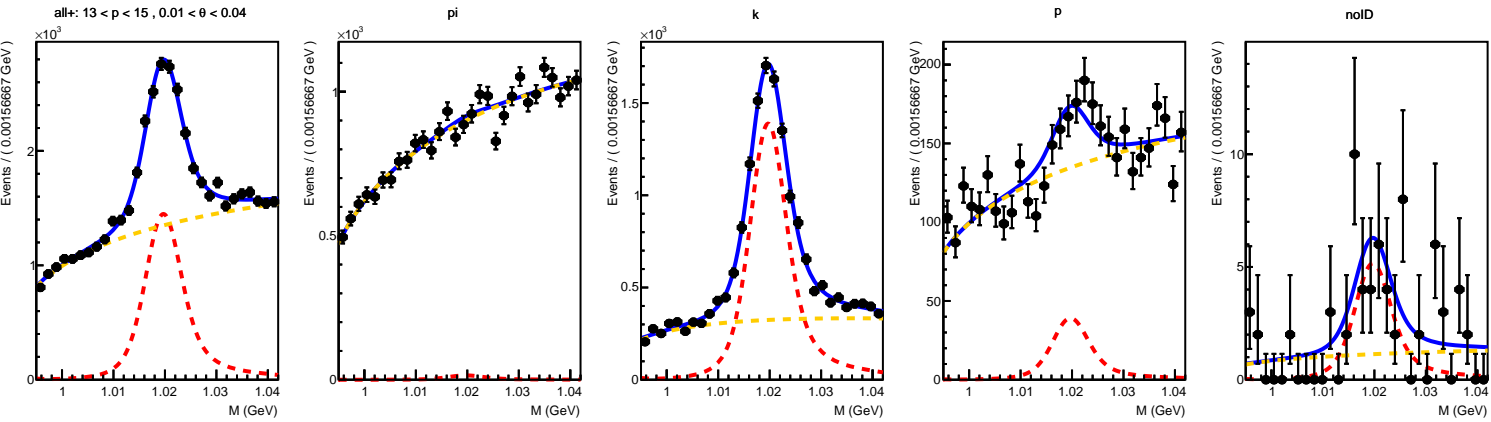 all+: 13 < p < 15 , 0.01 < θ < 0.04
×10³
Events / ( 0.00156667 GeV )
2
1
0
1 1.01 1.02 1.03 1.04
M (GeV)
pi
×10³
Events / ( 0.00156667 GeV )
1
0.5
0
1 1.01 1.02 1.03 1.04
M (GeV)
k
×10³
Events / ( 0.00156667 GeV )
1.5
1
0.5
0
1 1.01 1.02 1.03 1.04
M (GeV)
p
Events / ( 0.00156667 GeV )
200
150
100
50
0
1 1.01 1.02 1.03 1.04
M (GeV)
noID
Events / ( 0.00156667 GeV )
10
5
0
1 1.01 1.02 1.03 1.04
M (GeV)